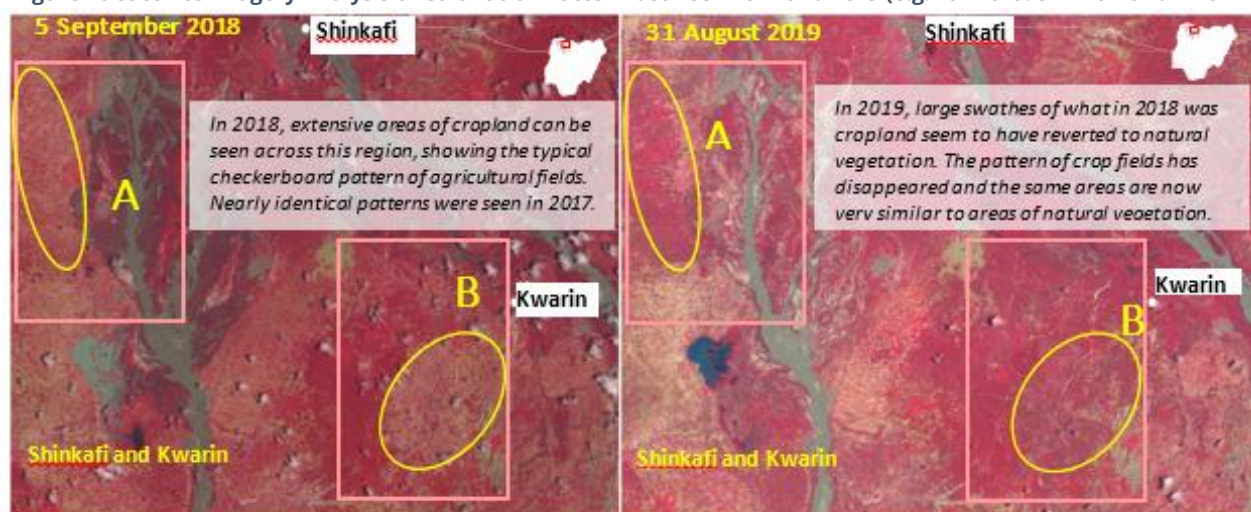 5 September 2018
Shinkafi
In 2018, extensive areas of cropland can be
seen across this region, showing the typical
checkerboard pattern of agricultural fields.
Nearly identical patterns were seen in 2017.
A
B
Kwarin
Shinkafi and Kwarin
31 August 2019
Shinkafi
In 2019, large swathes of what in 2018 was
cropland seem to have reverted to natural
vegetation. The pattern of crop fields has
disappeared and the same areas are now
very similar to areas of natural vegetation.
A
Kwarin
B
Shinkafi and Kwarin